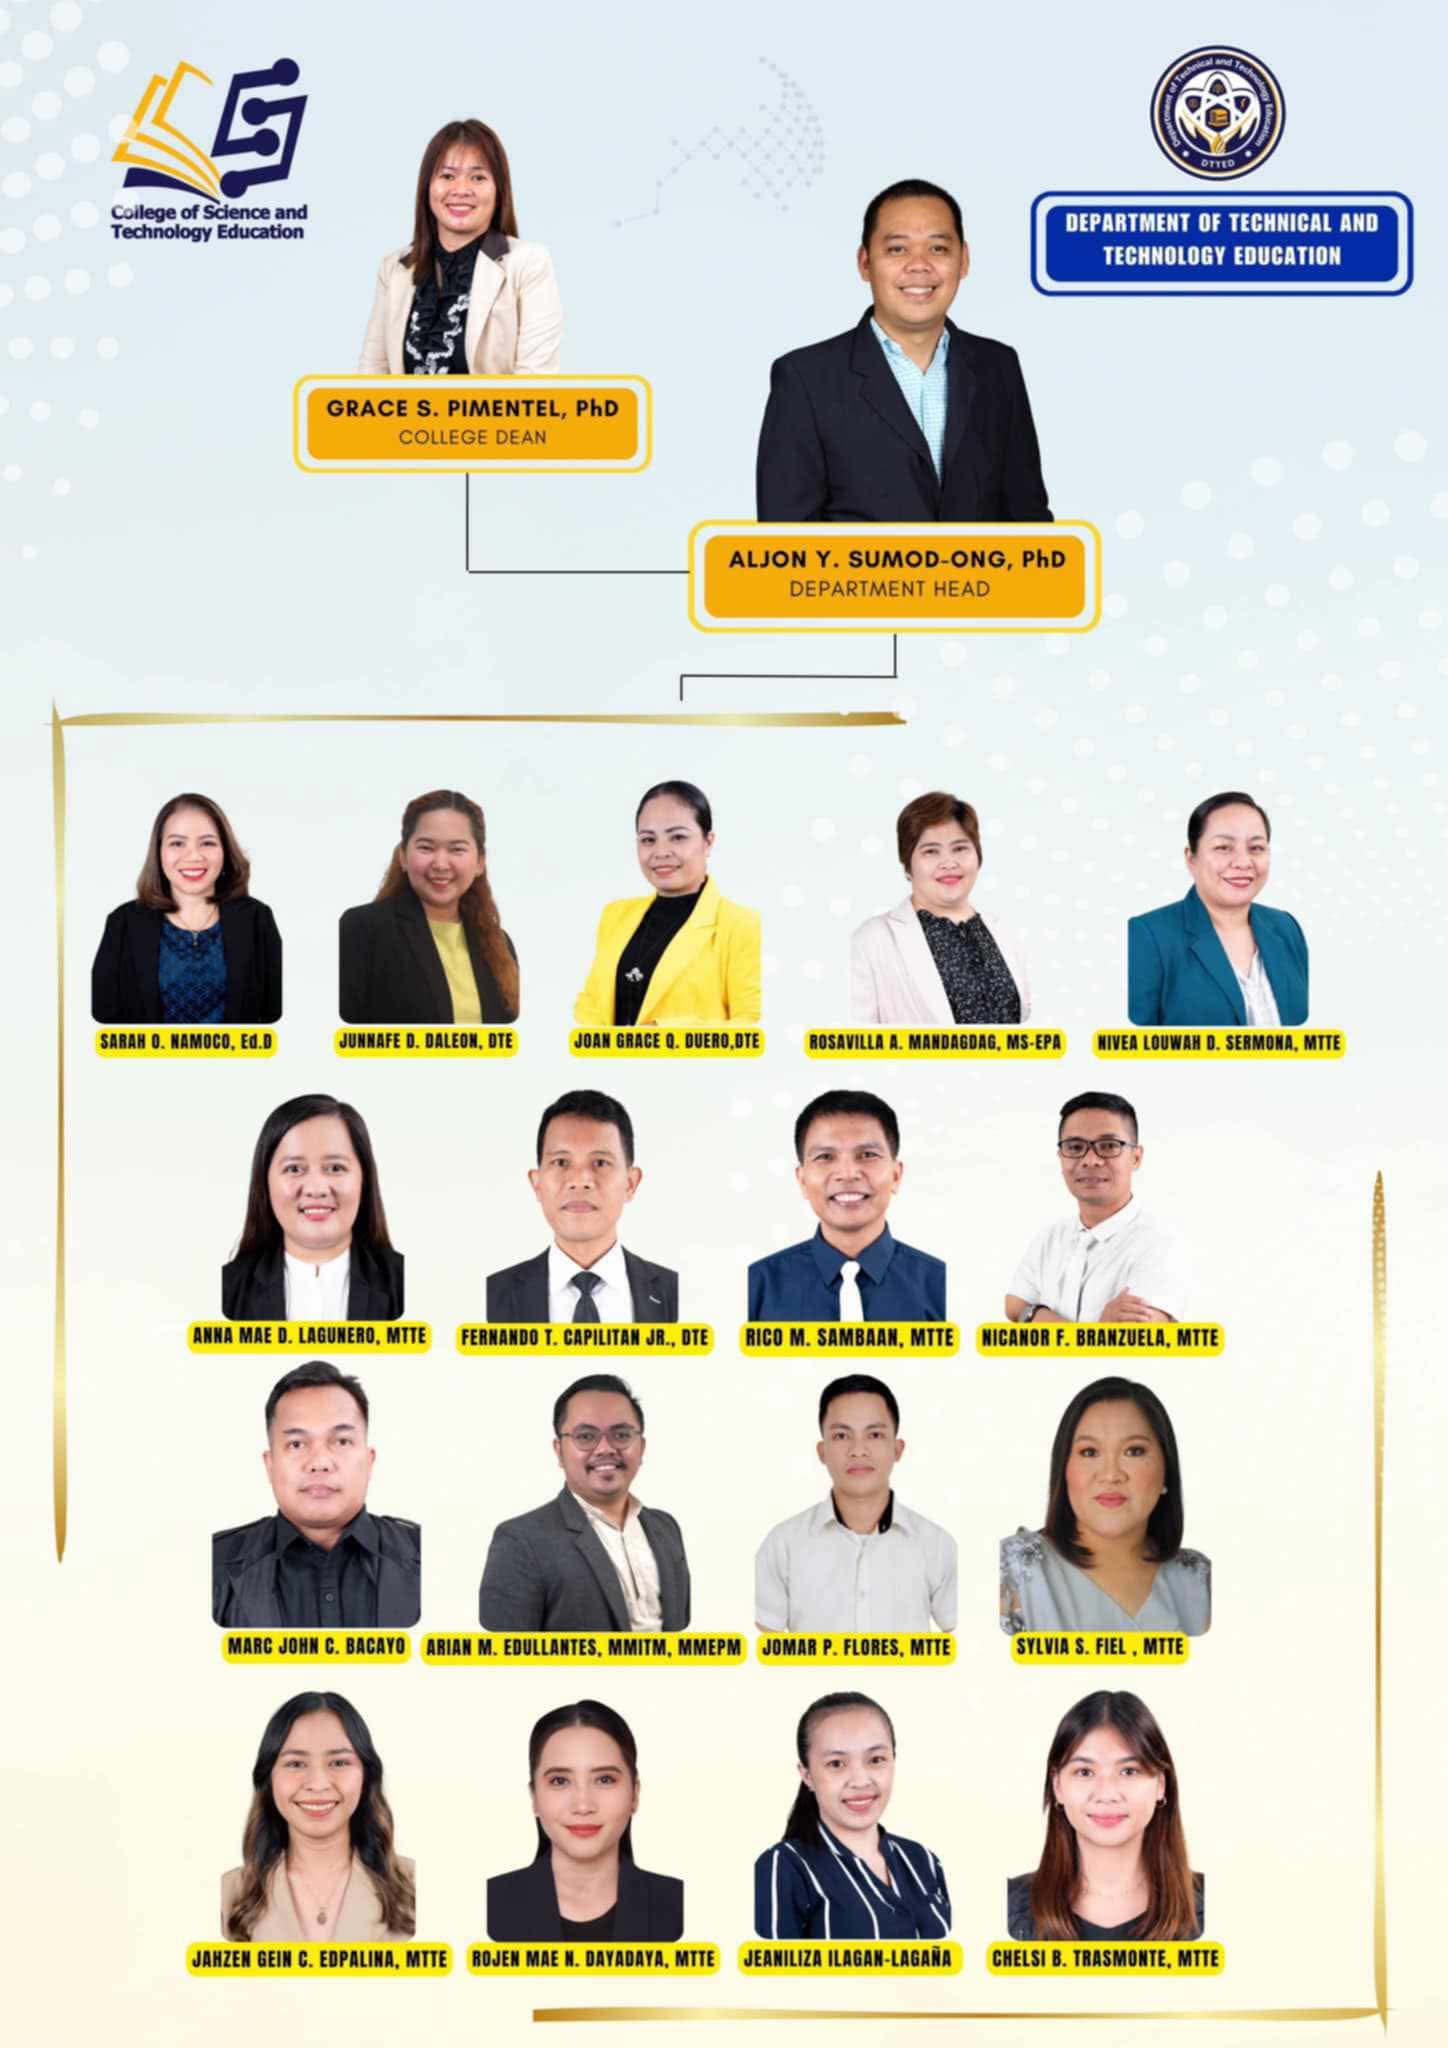 College of Science and
Technology Education
Department of Technical and Technology Education
DTTED
DEPARTMENT OF TECHNICAL AND
TECHNOLOGY EDUCATION
GRACE S. PIMENTEL, PhD
COLLEGE DEAN
ALJON Y. SUMOD-ONG, PhD
DEPARTMENT HEAD
SARAH O. NAMOCO, Ed.D
JUNNAFE D. DALEON, DTE
JOAN GRACE Q. DUERO,DTE
ROSAVILLA A. MANDAGDAG, MS-EPA
NIVEA LOUWAH D. SERMONA, MTTE
ANNA MAE D. LAGUNERO, MTTE
FERNANDO T. CAPILITAN JR., DTE
RICO M. SAMBAAN, MTTE
NICANOR F. BRANZUELA, MTTE
MARC JOHN C. BACAYO
ARIAN M. EDULLANTES, MMITM, MMEPM
JOMAR P. FLORES, MTTE
SYLVIA S. FIEL , MTTE
JAHZEN GEIN C. EDPALINA, MTTE
ROJEN MAE N. DAYADAYA, MTTE
JEANILIZA ILAGAN-LAGAÑA
CHELSI B. TRASMONTE, MTTE